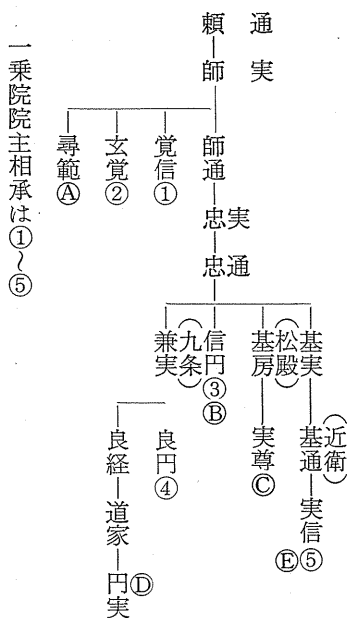 頼通
師実
師通
忠実
忠通
基実
（近衛）
基通
実信⑤
Ⓔ
（松殿）
基房
実尊Ⓒ
信円③Ⓑ
（九条）
兼実
良円④
良経
道家
円実Ⓓ
覚信①
玄覚②
尋範Ⓐ
一乗院院主相承は①〜⑤